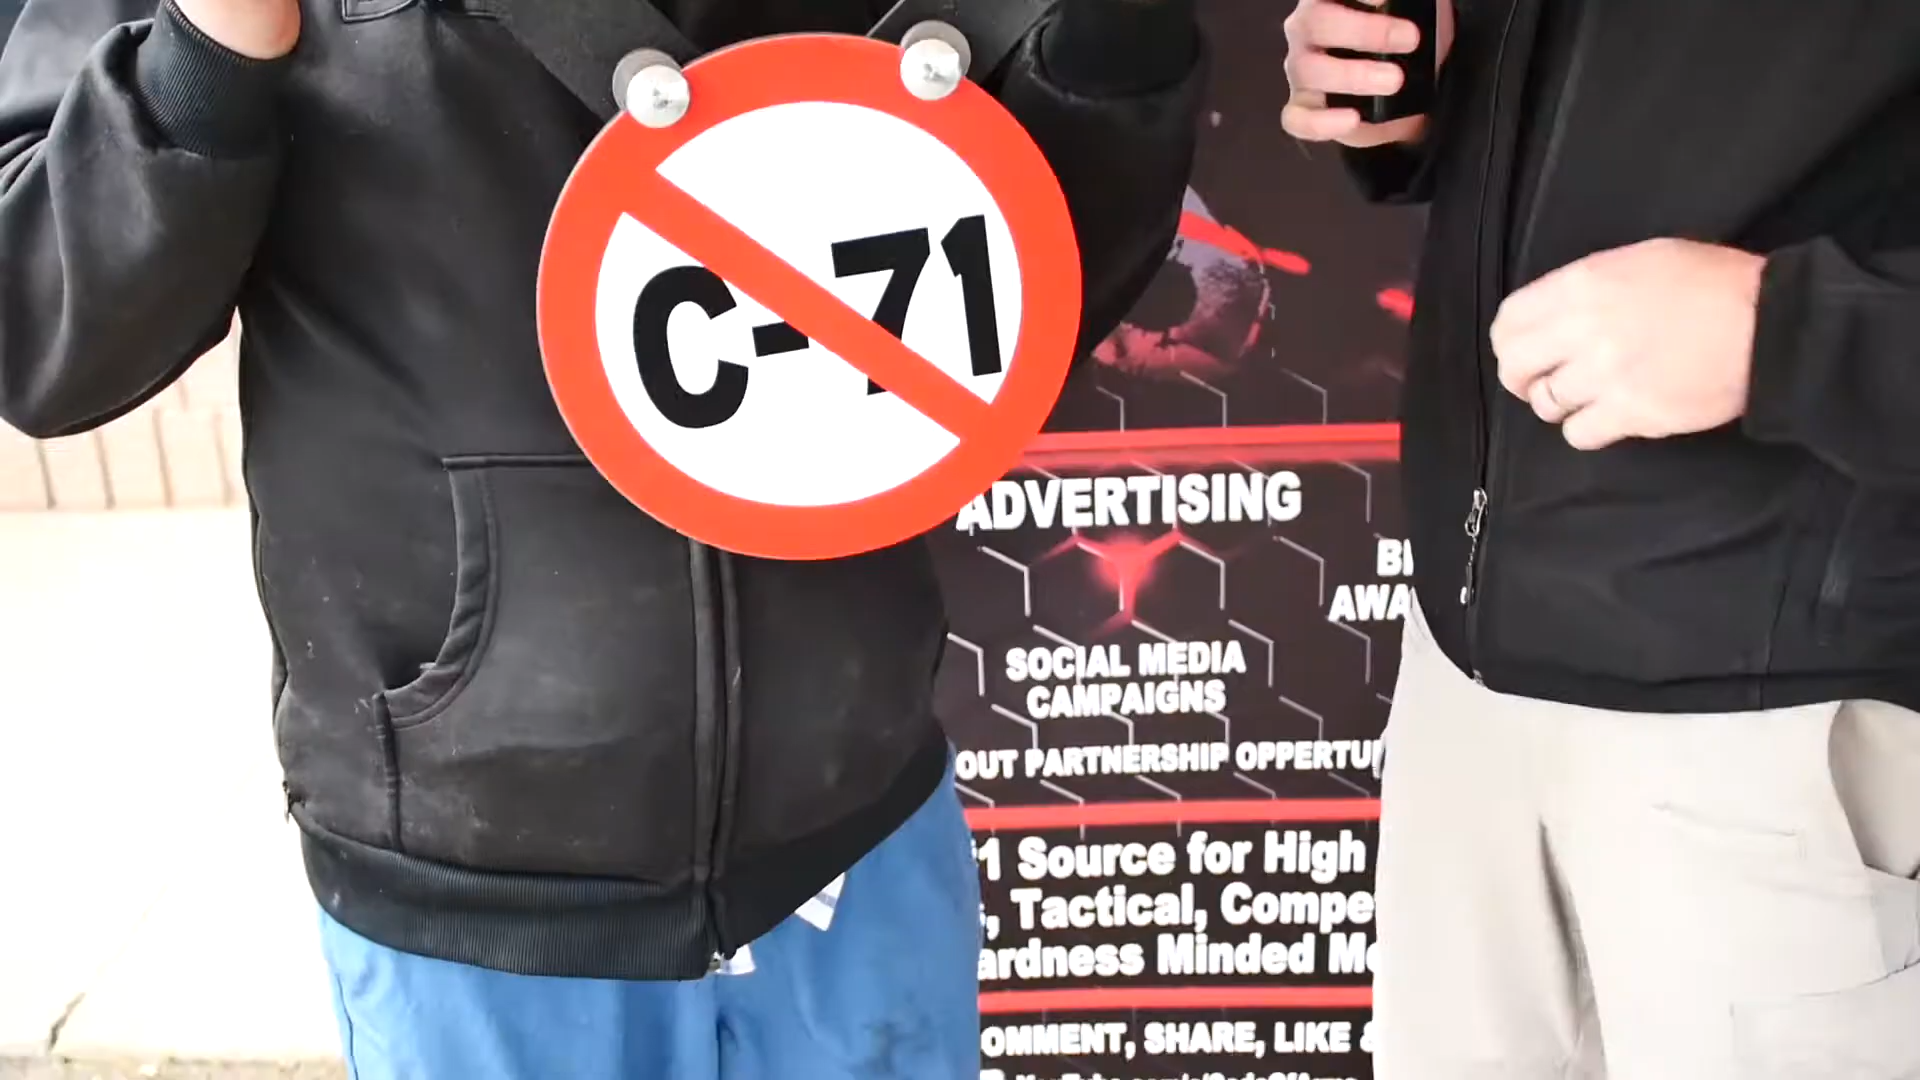 C-71
ADVERTISING
SOCIAL MEDIA
CAMPAIGNS
OUT PARTNERSHIP OPPERTU
1 Source for High
, Tactical, Compe
ardness Minded
OMMENT, SHARE, LIKE &